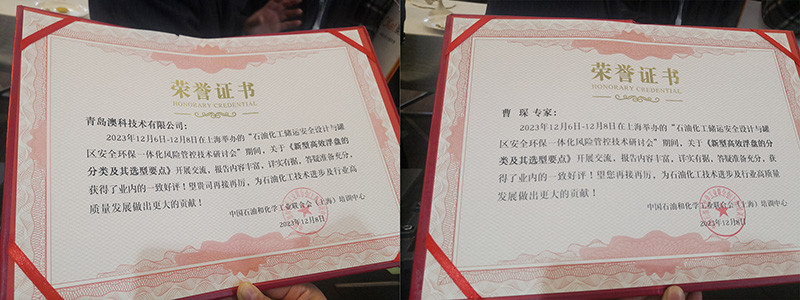 荣誉证书
HONORARY CREDENTIAL
青岛澳科技术有限公司：
2023年12月6日-12月8日在上海举办的“石油化工储运安全设计与罐
区安全环保一体化风险管控技术研讨会”期间，关于《新型高效浮盘的
分类及其选型要点》开展交流，报告内容丰富，详实有据，答疑准备充分，
获得了业内的一致好评！望贵司再接再厉，为石油化工技术进步及行业高
质量发展做出更大的贡献！
中国石油和化学工业联合会（上海）培训中心
2023年12月8日
荣誉证书
HONORARY CREDENTIAL
曹 琛 专家：
2023年12月6日-12月8日在上海举办的“石油化工储运安全设计与罐
区安全环保一体化风险管控技术研讨会”期间，关于《新型高效浮盘的
分类及其选型要点》开展交流，报告内容丰富，详实有据，答疑准备充分，获
得了业内的一致好评！望您再接再厉，为石油化工技术进步及行业高质量
发展做出更大的贡献！
中国石油和化学工业联合会（上海）培训中心
2023年12月8日